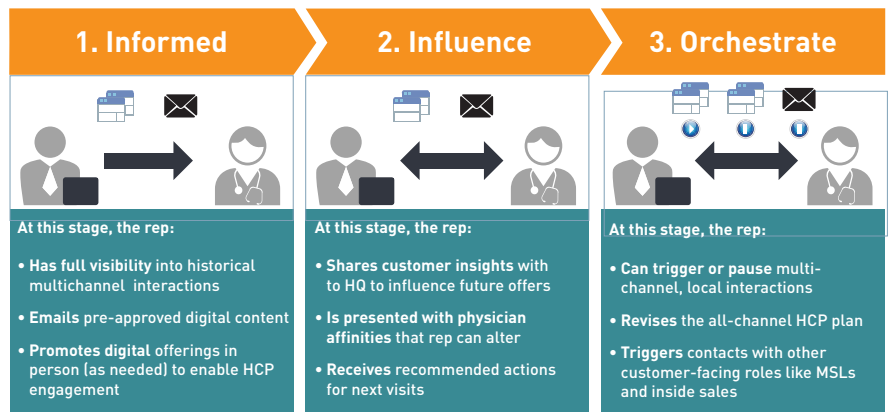 1. Informed
2. Influence
3. Orchestrate
At this stage, the rep:
• Has full visibility into historical
multichannel interactions
• Emails pre-approved digital content
• Promotes digital offerings in
person (as needed) to enable HCP
engagement
At this stage, the rep:
• Shares customer insights with
to HQ to influence future offers
• Is presented with physician
affinities that rep can alter
• Receives recommended actions
for next visits
At this stage, the rep:
• Can trigger or pause multi-
channel, local interactions
• Revises the all-channel HCP plan
• Triggers contacts with other
customer-facing roles like MSLs
and inside sales